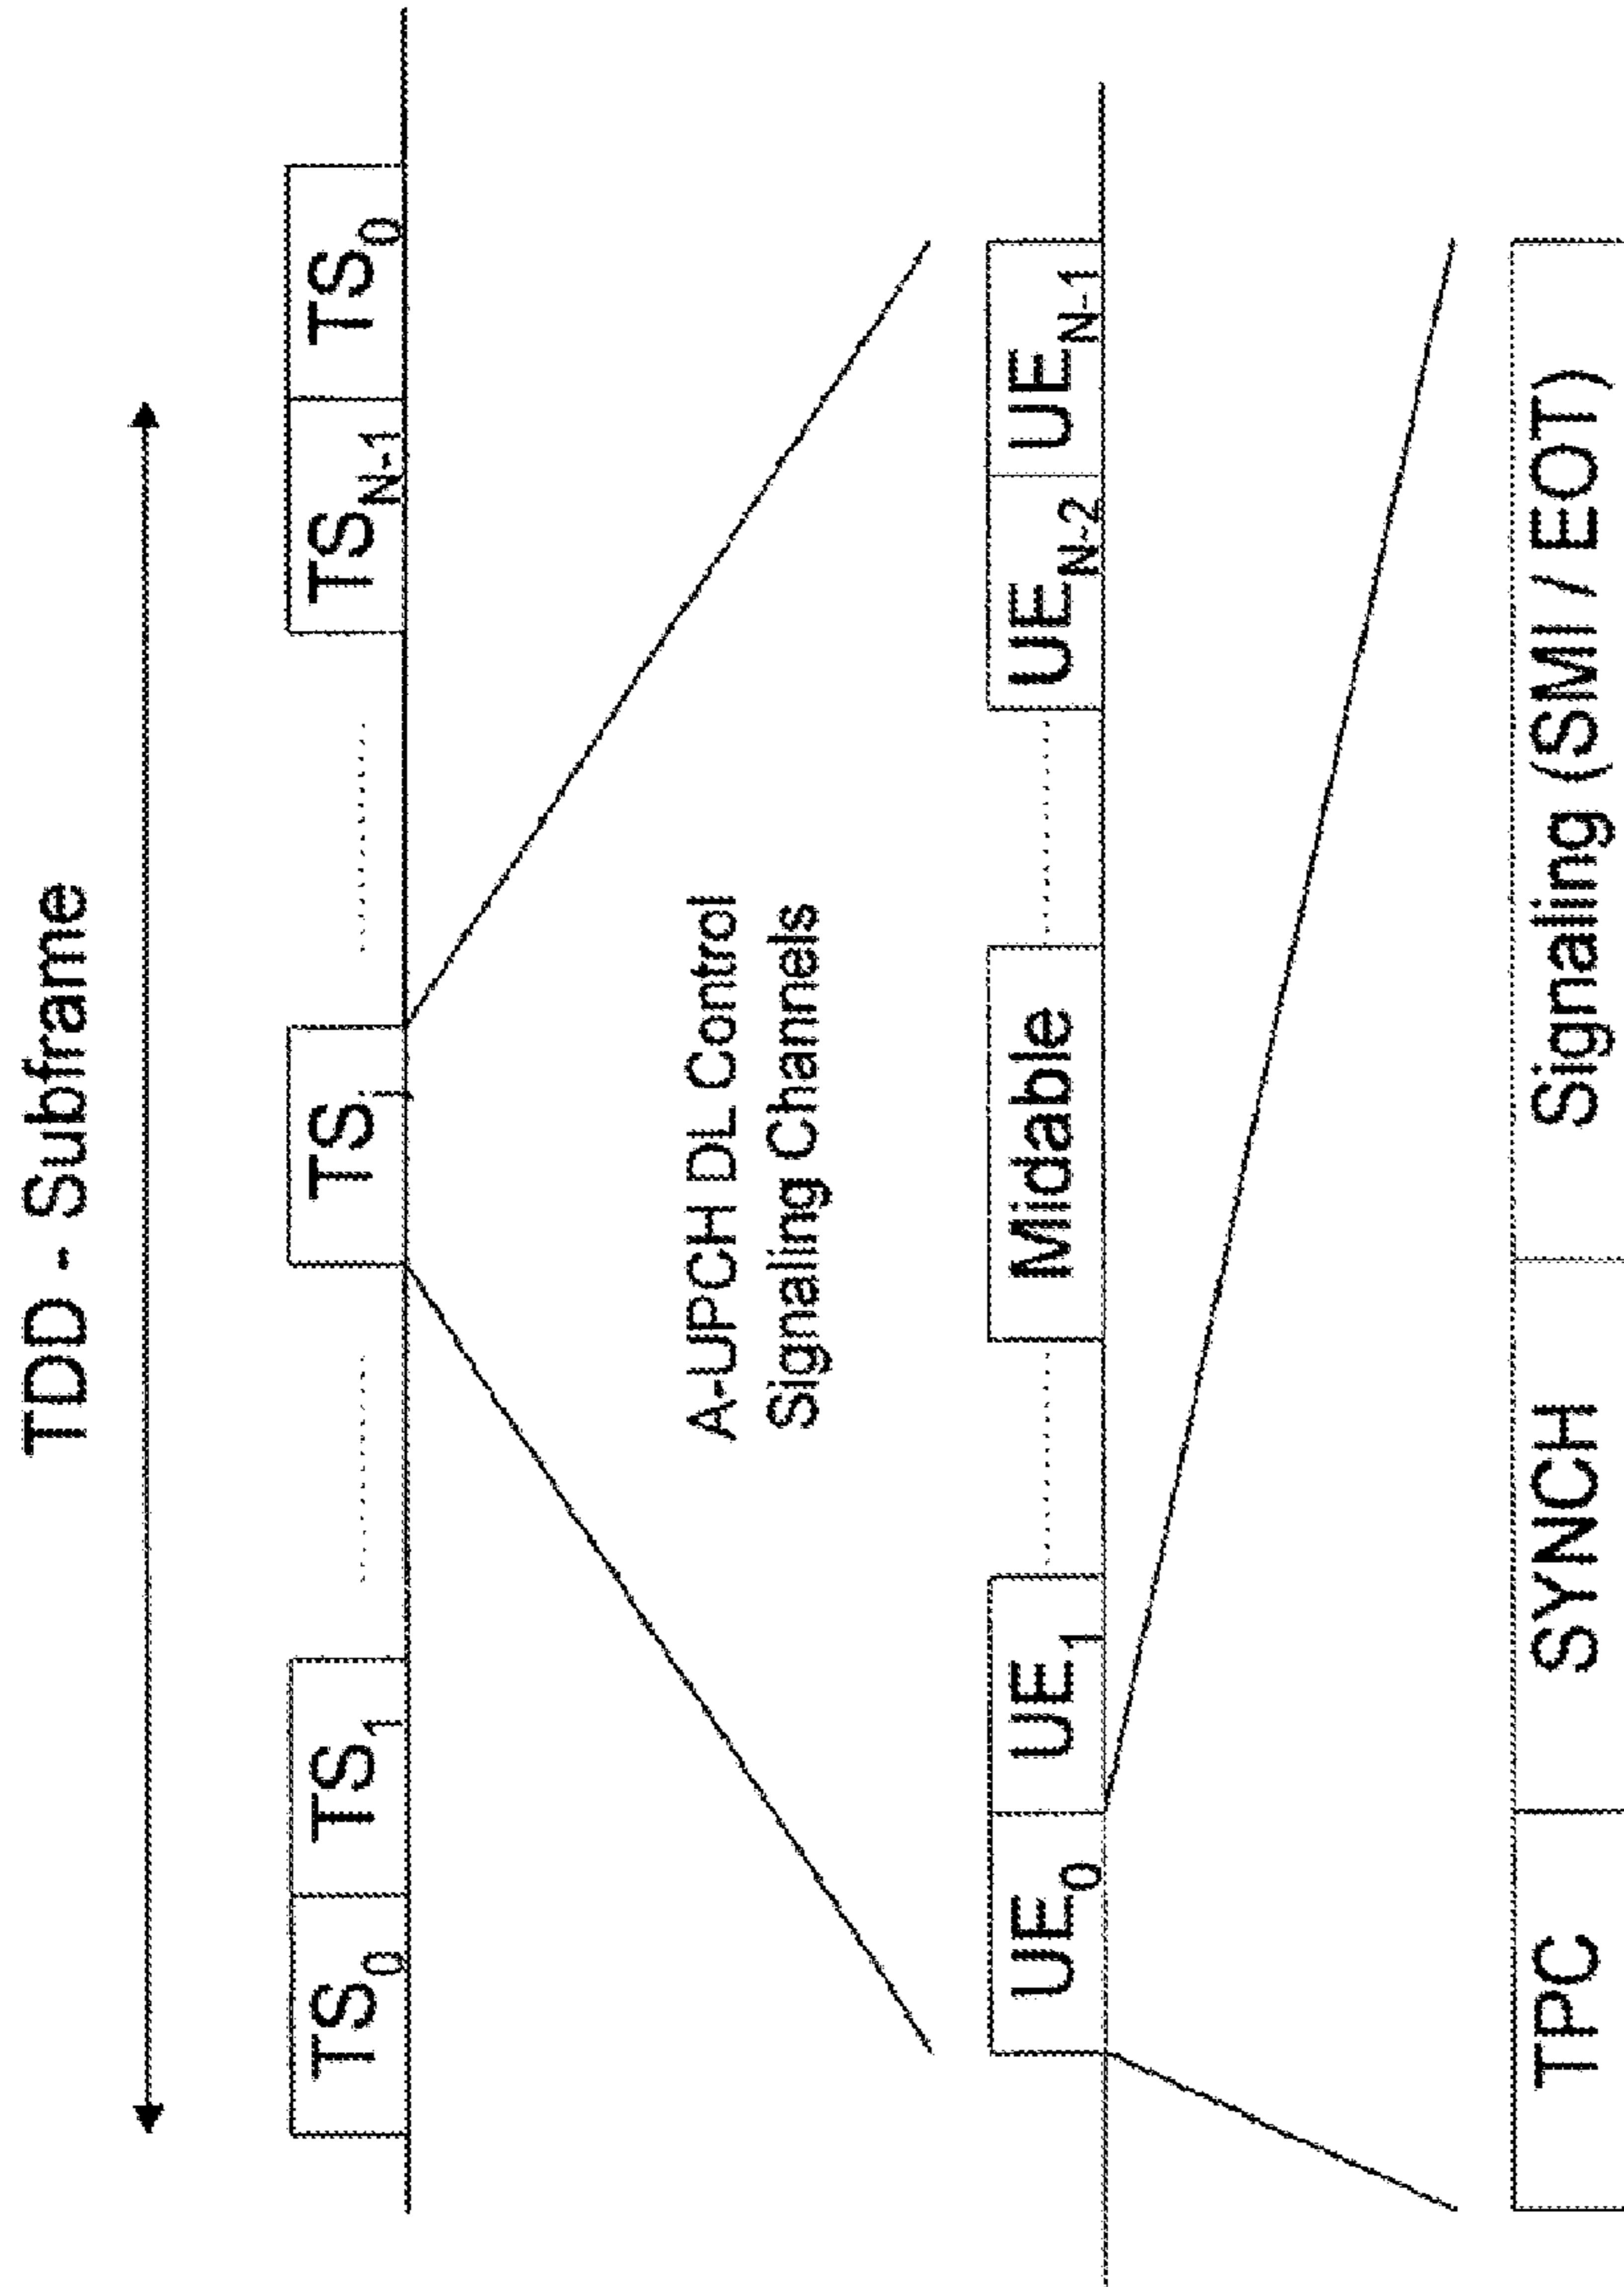 TDD - Subframe
TS0 TS1 ........ TSj ........ TSN-1 TS0
A-UPCH DL Control
Signaling Channels
UE0 UE1 ........ Midable ........ UEN-2 UEN-1
TPC SYNCH Signaling (SMI / EOT)